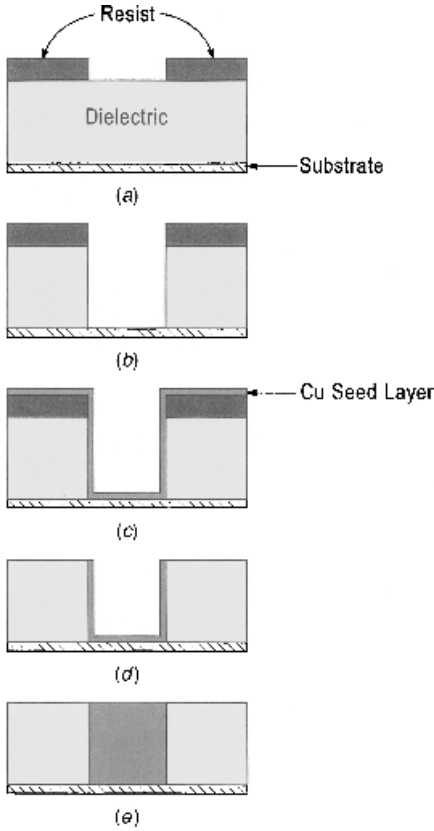 Resist
Dielectric
Substrate
(a)
(b)
Cu Seed Layer
(c)
(d)
(e)